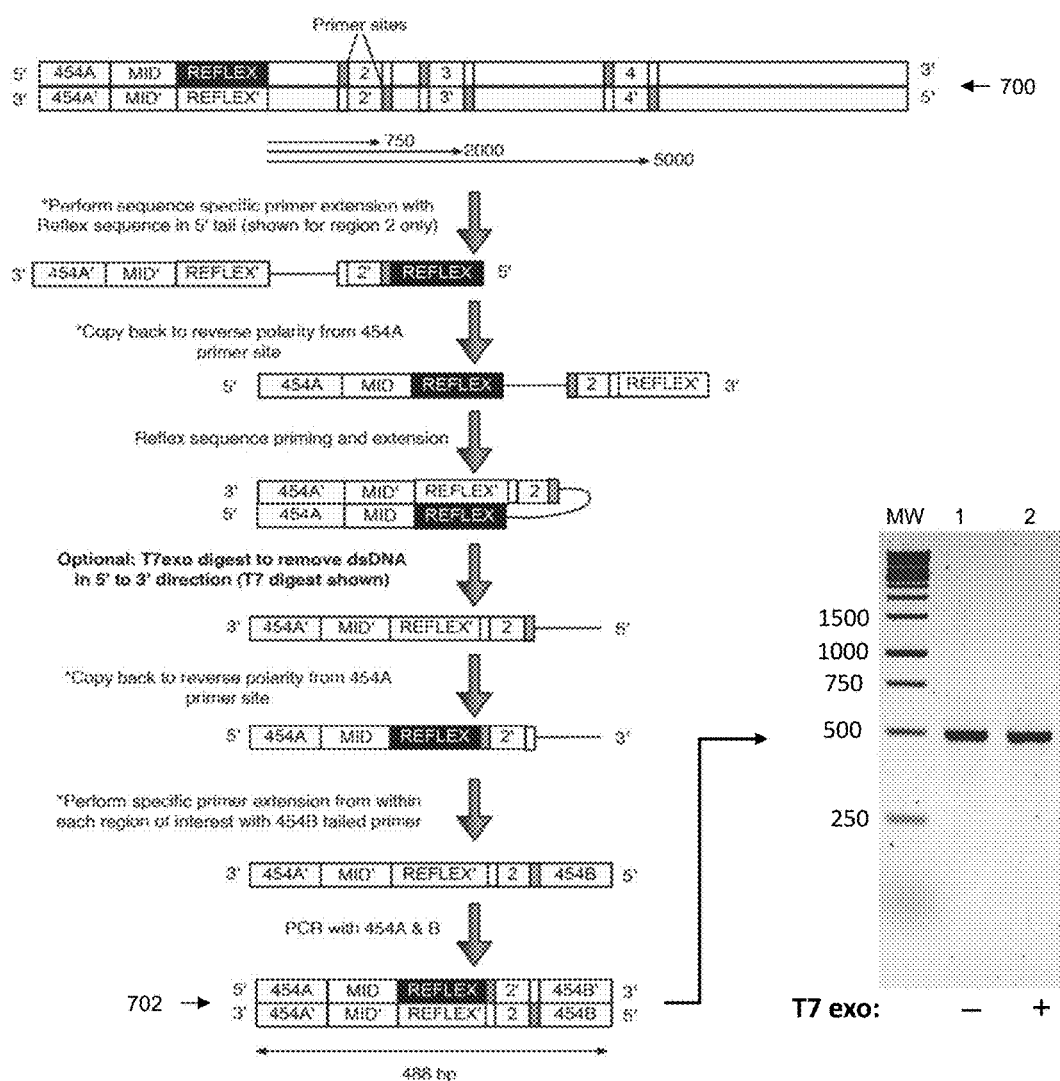 Primer sites
5' 454A MID REFLEX 2 3 4 3'
3' 454A' MID' REFLEX' 2' 3' 4' 5'
← 700
750
2000
5000
*Perform sequence specific primer extension with
Reflex sequence in 5' tail (shown for region 2 only)
3' 454A' MID' REFLEX' 2' REFLEX 5'
*Copy back to reverse polarity from 454A
primer site
5' 454A MID REFLEX 2 REFLEX' 3'
Reflex sequence priming and extension
3' 454A' MID' REFLEX' 2
5' 454A MID REFLEX
Optional: T7exo digest to remove dsDNA
in 5' to 3' direction (T7 digest shown)
3' 454A' MID' REFLEX' 2 5'
*Copy back to reverse polarity from 454A
primer site
5' 454A MID REFLEX 2' 3'
*Perform specific primer extension from within
each region of interest with 454B tailed primer
3' 454A' MID' REFLEX' 2 454B 5'
PCR with 454A & B
702 →
5' 454A MID REFLEX 2' 454B' 3'
3' 454A' MID' REFLEX' 2 454B 5'
488 bp
MW 1 2
1500
1000
750
500
250
T7 exo: – +